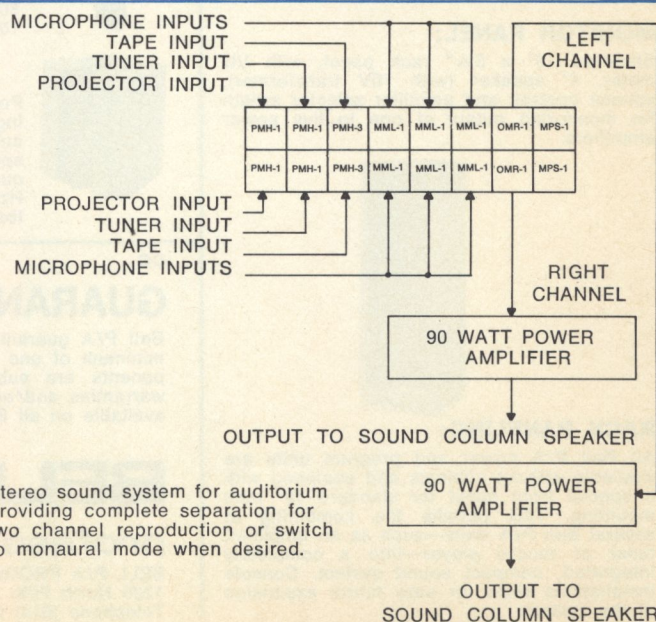 MICROPHONE INPUTS
TAPE INPUT
TUNER INPUT
PROJECTOR INPUT
LEFT
CHANNEL
PMH-1 PMH-1 PMH-3 MML-1 MML-1 MML-1 OMR-1 MPS-1
PMH-1 PMH-1 PMH-3 MML-1 MML-1 MML-1 OMR-1 MPS-1
PROJECTOR INPUT
TUNER INPUT
TAPE INPUT
MICROPHONE INPUTS
RIGHT
CHANNEL
90 WATT POWER
AMPLIFIER
OUTPUT TO SOUND COLUMN SPEAKER
tereo sound system for auditorium
roviding complete separation for
wo channel reproduction or switch
o monaural mode when desired.
90 WATT POWER
AMPLIFIER
OUTPUT TO
SOUND COLUMN SPEAKER